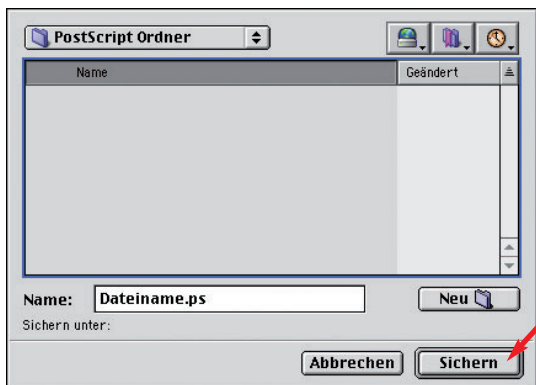 PostScript Ordner
Name Geändert
Name: Dateiname.ps Neu
Sichern unter:
Abbrechen Sichern